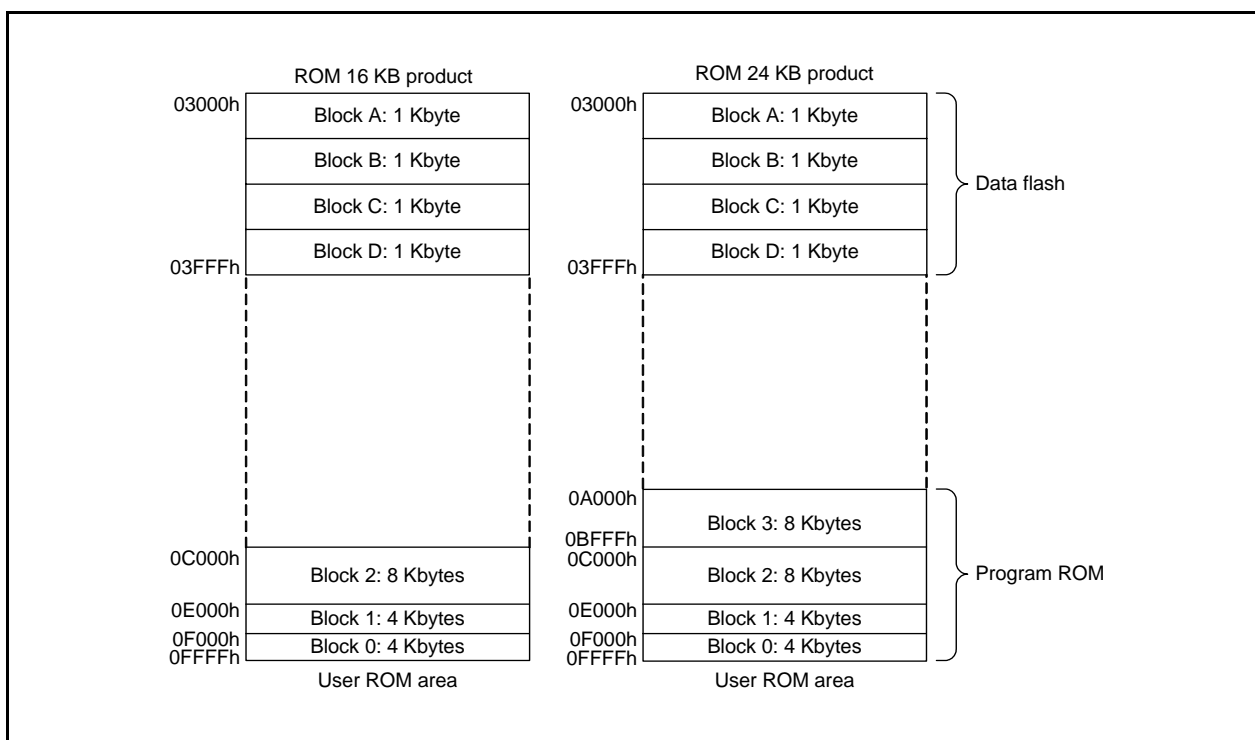 ROM 16 KB product
03000h
Block A: 1 Kbyte
Block B: 1 Kbyte
Block C: 1 Kbyte
Block D: 1 Kbyte
03FFFh
0C000h
Block 2: 8 Kbytes
0E000h
Block 1: 4 Kbytes
0F000h
Block 0: 4 Kbytes
0FFFFh
User ROM area
ROM 24 KB product
03000h
Block A: 1 Kbyte
Block B: 1 Kbyte
Block C: 1 Kbyte
Block D: 1 Kbyte
03FFFh
Data flash
0A000h
Block 3: 8 Kbytes
0BFFFh
0C000h
Block 2: 8 Kbytes
0E000h
Block 1: 4 Kbytes
0F000h
Block 0: 4 Kbytes
0FFFFh
Program ROM
User ROM area